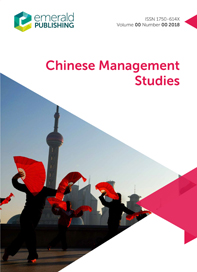 emerald
PUBLISHING
ISSN 1750-614X
Volume 00 Number 00 2018
Chinese Management
Studies